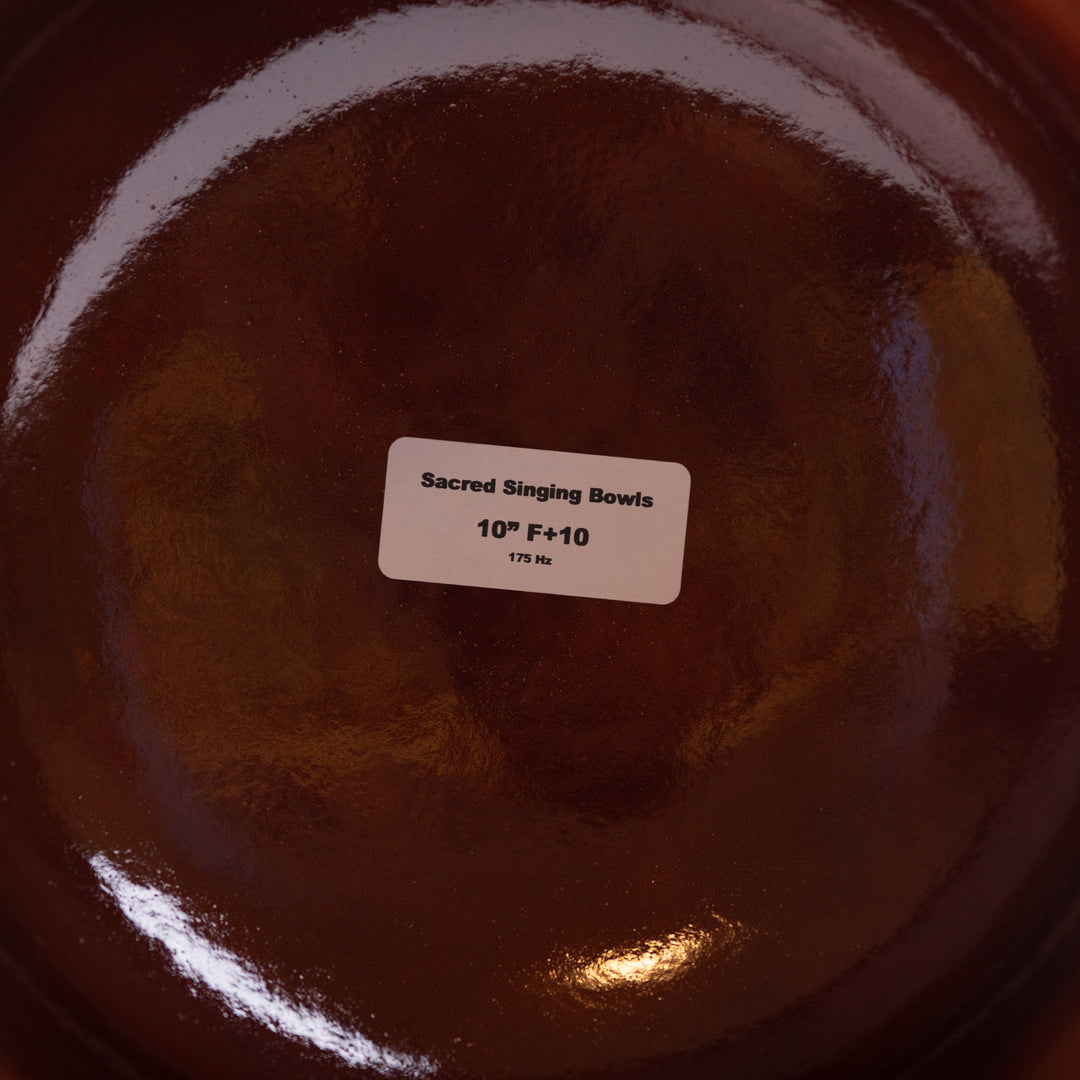 Sacred Singing Bowls
10” F+10
175 Hz